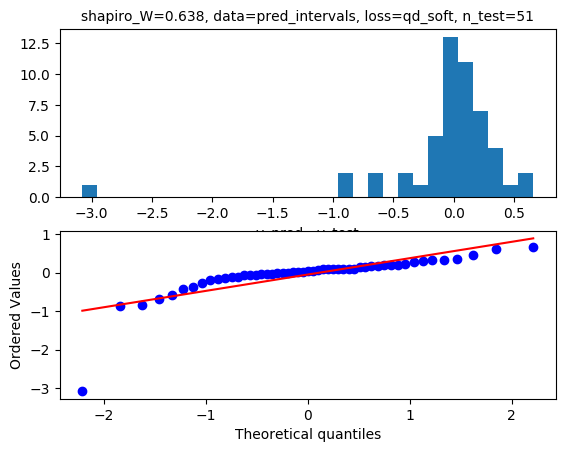 shapiro_W=0.638, data=pred_intervals, loss=qd_soft, n_test=51
12.5
10.0
7.5
5.0
2.5
0.0
−3.0 −2.5 −2.0 −1.5 −1.0 −0.5 0.0 0.5
1
0
−1
−2
−3
Ordered Values
−2 −1 0 1 2
Theoretical quantiles